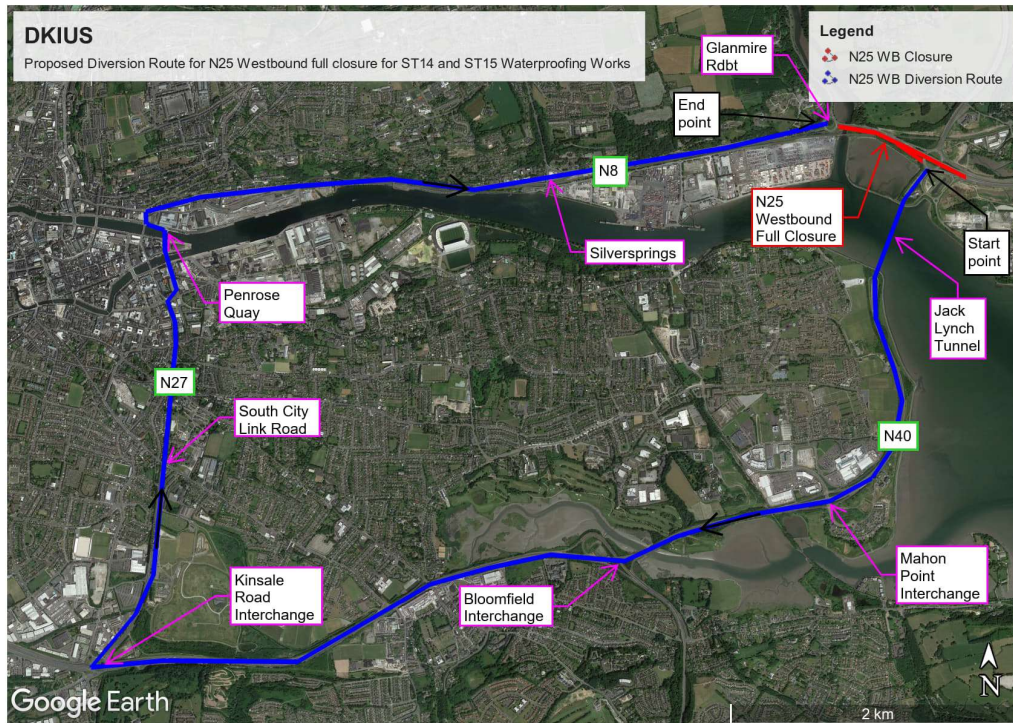 DKIUS
Proposed Diversion Route for N25 Westbound full closure for ST14 and ST15 Waterproofing Works
Glanmire
Rdbt
Legend
N25 WB Closure
N25 WB Diversion Route
End
point
N8
N25
Westbound
Full Closure
Silversprings
Start
point
Penrose
Quay
Jack
Lynch
Tunnel
N27
South City
Link Road
N40
Kinsale
Road
Interchange
Bloomfield
Interchange
Mahon
Point
Interchange
Google Earth
N
2 km